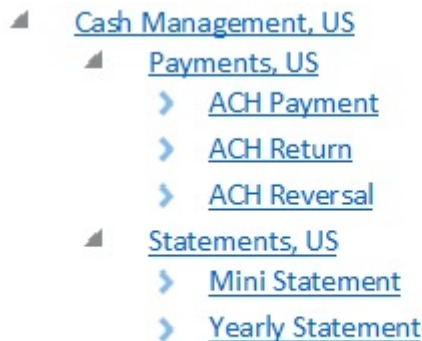 Cash Management, US
Payments, US
ACH Payment
ACH Return
ACH Reversal
Statements, US
Mini Statement
Yearly Statement